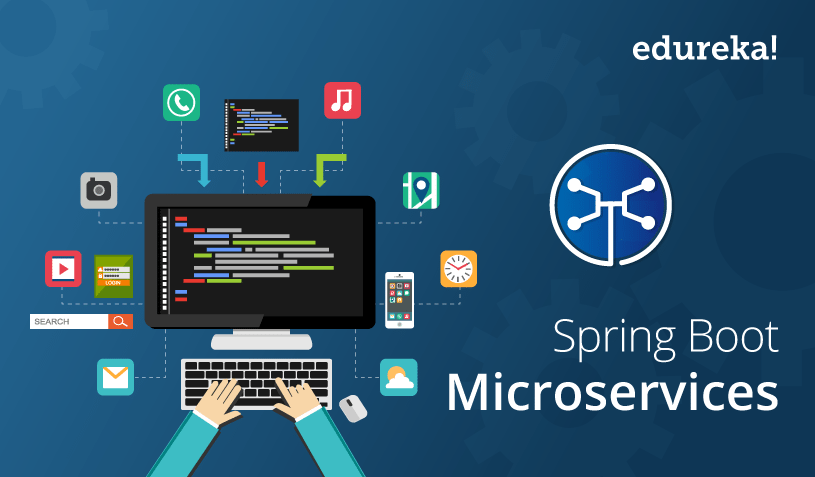 edureka!
LOGIN
SEARCH
Spring Boot
Microservices